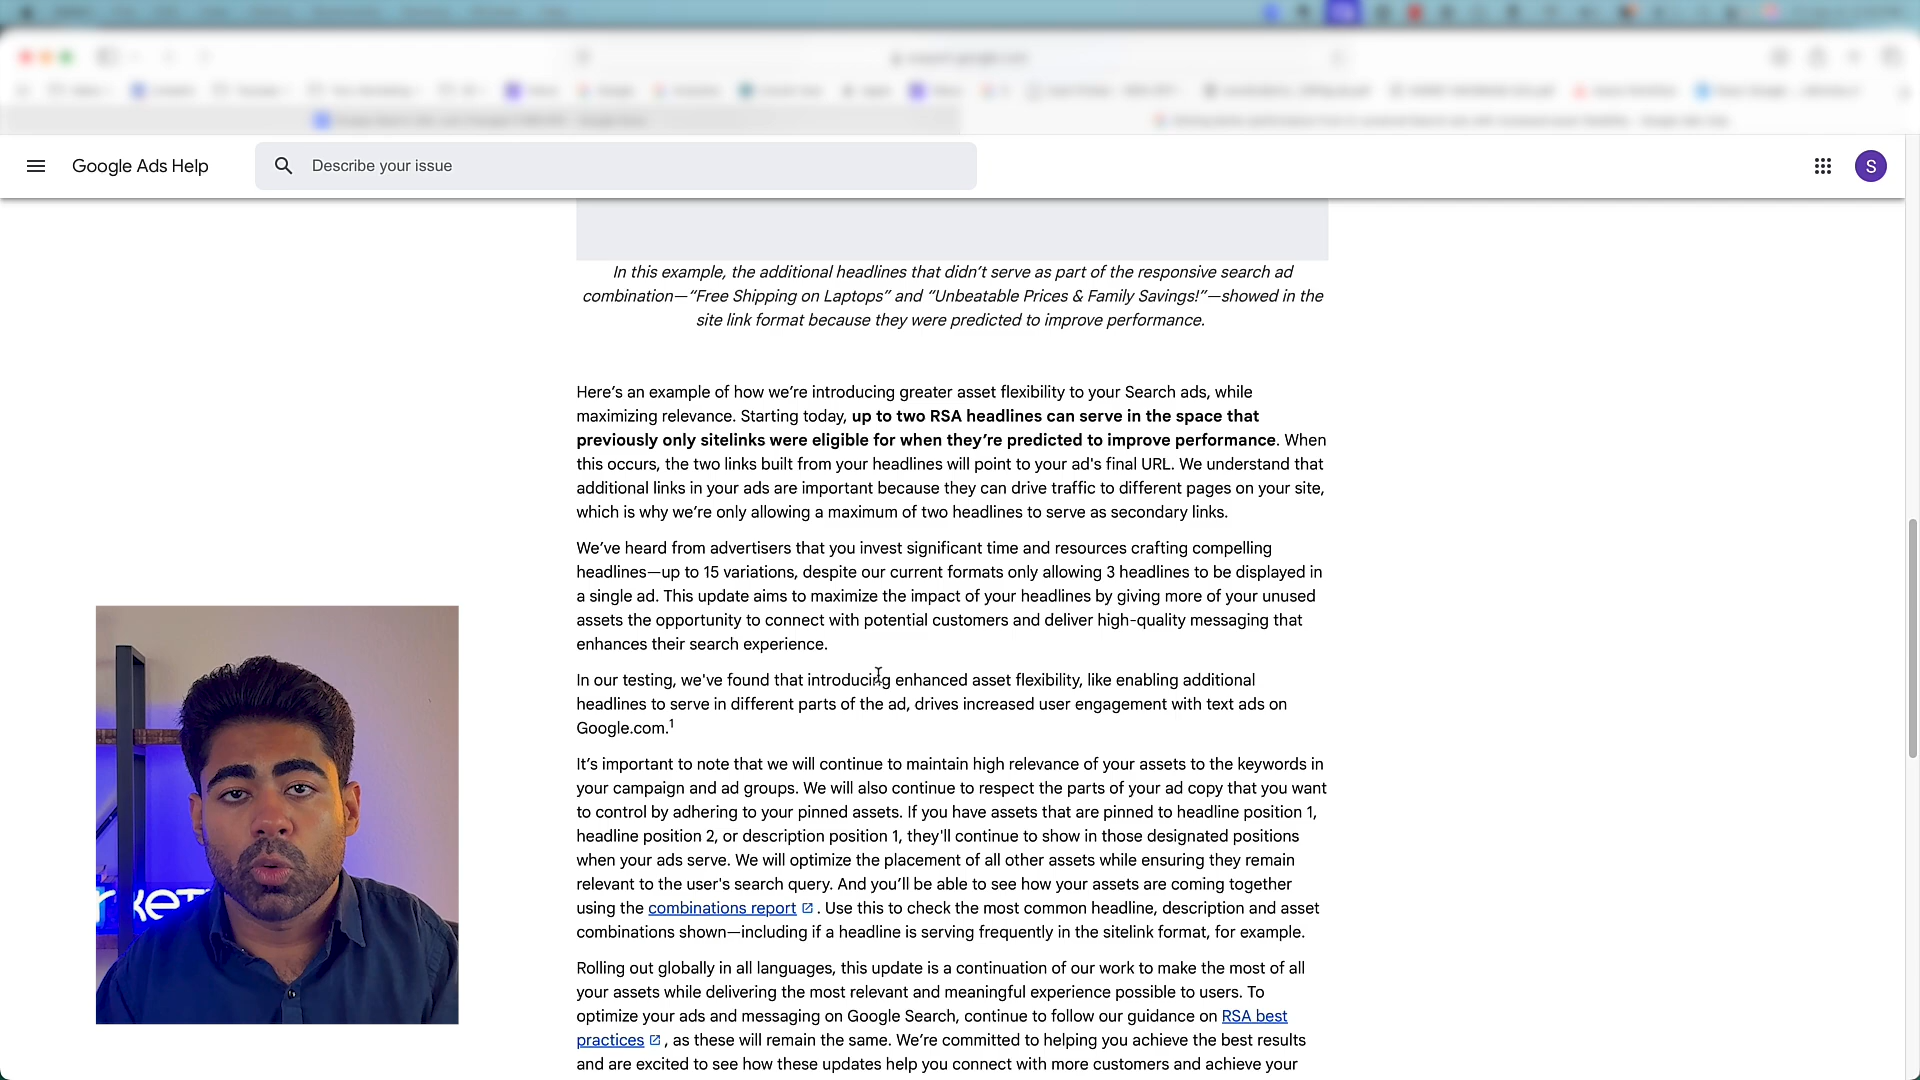 Google Ads Help
Describe your issue
S
In this example, the additional headlines that didn’t serve as part of the responsive search ad
combination—“Free Shipping on Laptops” and “Unbeatable Prices & Family Savings!”—showed in the
site link format because they were predicted to improve performance.
Here’s an example of how we’re introducing greater asset flexibility to your Search ads, while
maximizing relevance. Starting today, up to two RSA headlines can serve in the space that
previously only sitelinks were eligible for when they’re predicted to improve performance. When
this occurs, the two links built from your headlines will point to your ad's final URL. We understand that
additional links in your ads are important because they can drive traffic to different pages on your site,
which is why we’re only allowing a maximum of two headlines to serve as secondary links.
We’ve heard from advertisers that you invest significant time and resources crafting compelling
headlines—up to 15 variations, despite our current formats only allowing 3 headlines to be displayed in
a single ad. This update aims to maximize the impact of your headlines by giving more of your unused
assets the opportunity to connect with potential customers and deliver high-quality messaging that
enhances their search experience.
In our testing, we've found that introducing enhanced asset flexibility, like enabling additional
headlines to serve in different parts of the ad, drives increased user engagement with text ads on
Google.com.1
It’s important to note that we will continue to maintain high relevance of your assets to the keywords in
your campaign and ad groups. We will also continue to respect the parts of your ad copy that you want
to control by adhering to your pinned assets. If you have assets that are pinned to headline position 1,
headline position 2, or description position 1, they'll continue to show in those designated positions
when your ads serve. We will optimize the placement of all other assets while ensuring they remain
relevant to the user's search query. And you’ll be able to see how your assets are coming together
using the combinations report . Use this to check the most common headline, description and asset
combinations shown—including if a headline is serving frequently in the sitelink format, for example.
Rolling out globally in all languages, this update is a continuation of our work to make the most of all
your assets while delivering the most relevant and meaningful experience possible to users. To
optimize your ads and messaging on Google Search, continue to follow our guidance on RSA best
practices , as these will remain the same. We’re committed to helping you achieve the best results
and are excited to see how these updates help you connect with more customers and achieve your